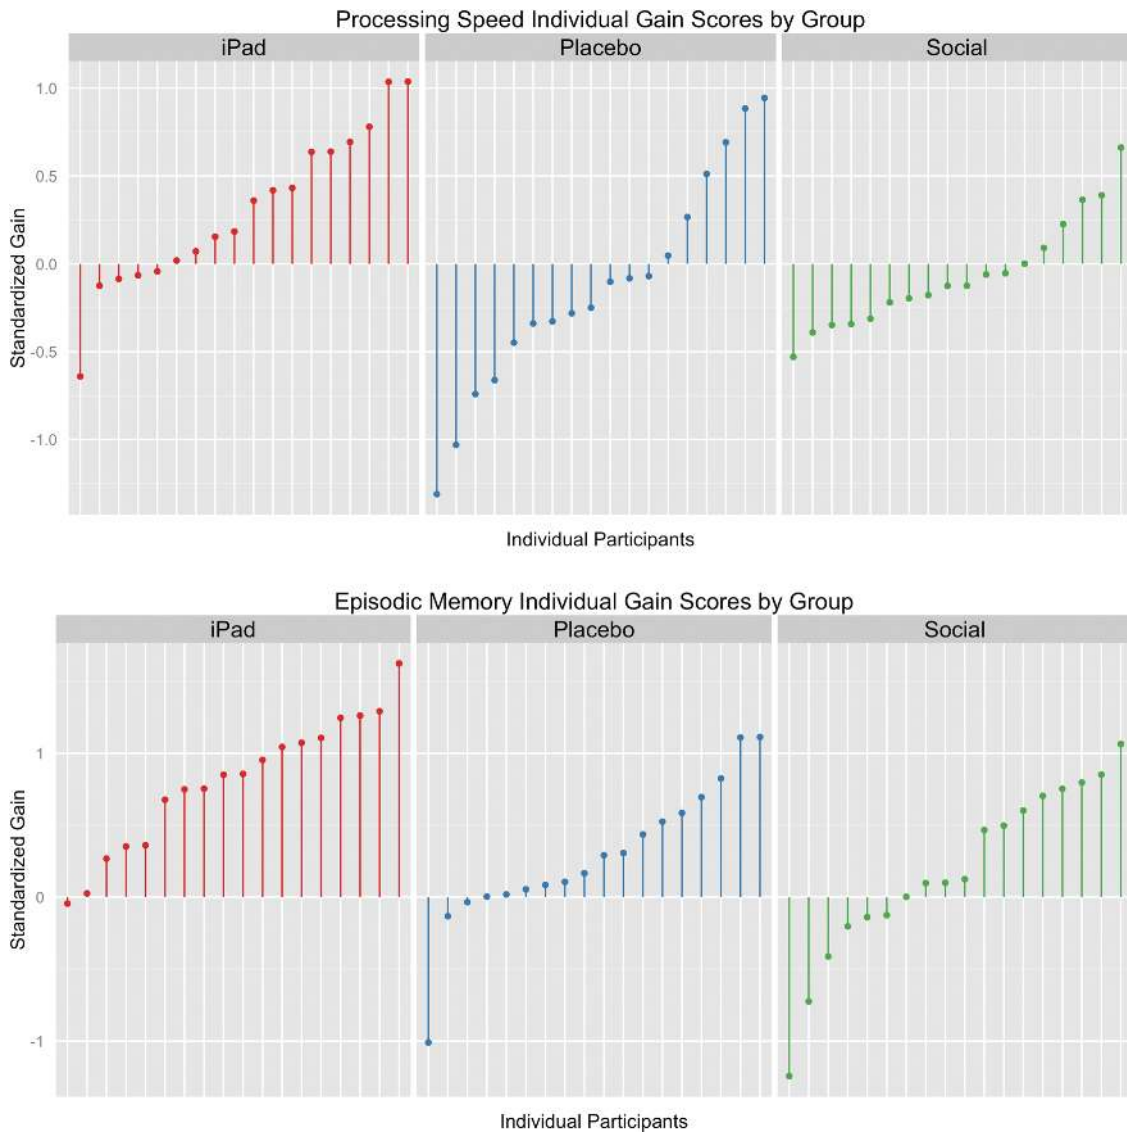 Processing Speed Individual Gain Scores by Group
iPad Placebo Social
1.0
0.5
0.0
-0.5
-1.0
Standardized Gain
Individual Participants
Episodic Memory Individual Gain Scores by Group
iPad Placebo Social
1
0
-1
Standardized Gain
Individual Participants